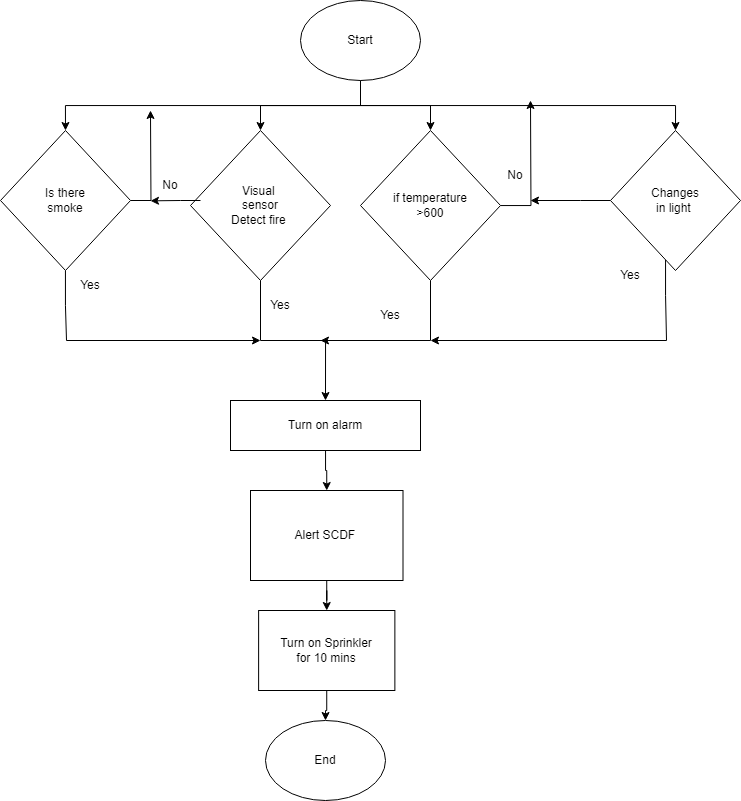 Start
Is there
smoke
No
Visual
sensor
Detect fire
if temperature
>600
No
Changes
in light
Yes
Yes
Yes
Yes
Turn on alarm
Alert SCDF
Turn on Sprinkler
for 10 mins
End